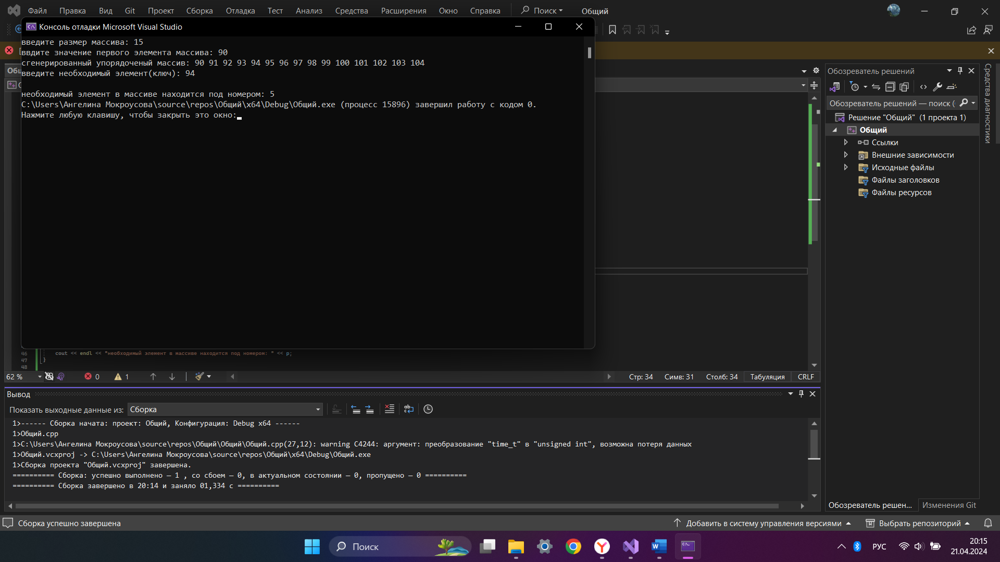 Файл Правка Вид Git Проект Сборка Отладка Тест Анализ Средства Расширения Окно Справка Поиск Общий
Консоль отладки Microsoft Visual Studio
введите размер массива: 15
ввдите значение первого элемента массива: 90
сгенерированный упорядоченый массив: 90 91 92 93 94 95 96 97 98 99 100 101 102 103 104
введите необходимый элемент(ключ): 94
необходимый элемент в массиве находится под номером: 5
C:\Users\Ангелина Мокроусова\source\repos\Общий\x64\Debug\Общий.exe (процесс 15896) завершил работу с кодом 0.
Нажмите любую клавишу, чтобы закрыть это окно:
46 cout << endl << "необходимый элемент в массиве находится под номером: " << p;
47 }
48
62 % 0 1 Стр: 34 Симв: 31 Столб: 34 Табуляция CRLF
Вывод
Показать выходные данные из: Сборка
1>------ Сборка начата: проект: Общий, Конфигурация: Debug x64 ------
1>Общий.cpp
1>C:\Users\Ангелина Мокроусова\source\repos\Общий\Общий\Общий.cpp(27,12): warning C4244: аргумент: преобразование "time_t" в "unsigned int", возможна потеря данных
1>Общий.vcxproj -> C:\Users\Ангелина Мокроусова\source\repos\Общий\x64\Debug\Общий.exe
1>Сборка проекта "Общий.vcxproj" завершена.
========== Сборка: успешно выполнено — 1 , со сбоем — 0, в актуальном состоянии — 0, пропущено — 0 ==========
========== Сборка завершено в 20:14 и заняло 01,334 с ==========
Обозреватель решений
Обозреватель решений — поиск (
Решение "Общий" (1 проекта 1)
Общий
Ссылки
Внешние зависимости
Исходные файлы
Файлы заголовков
Файлы ресурсов
Обозреватель решен... Изменения Git
Средства диагностики
Сборка успешно завершена
Добавить в систему управления версиями Выбрать репозиторий
Поиск
РУС
20:15
21.04.2024